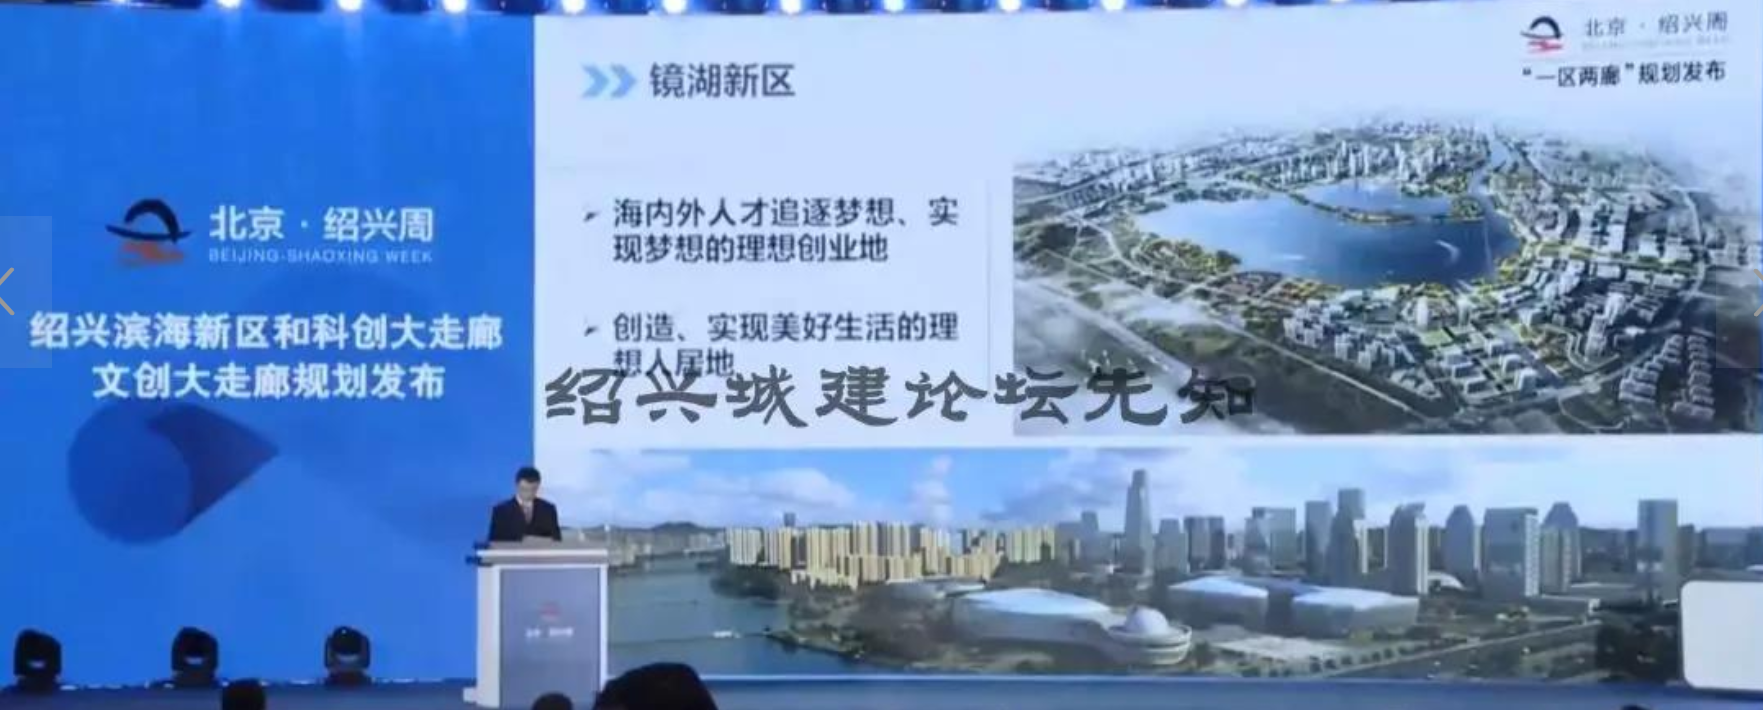 北京·绍兴周
BEIJING-SHAOXING WEEK
绍兴滨海新区和科创大走廊
文创大走廊规划发布
镜湖新区
北京·绍兴周
"一区两廊"规划发布
海内外人才追逐梦想、实
现梦想的理想创业地
创造、实现美好生活的理
想人居地
绍兴城建论坛先知